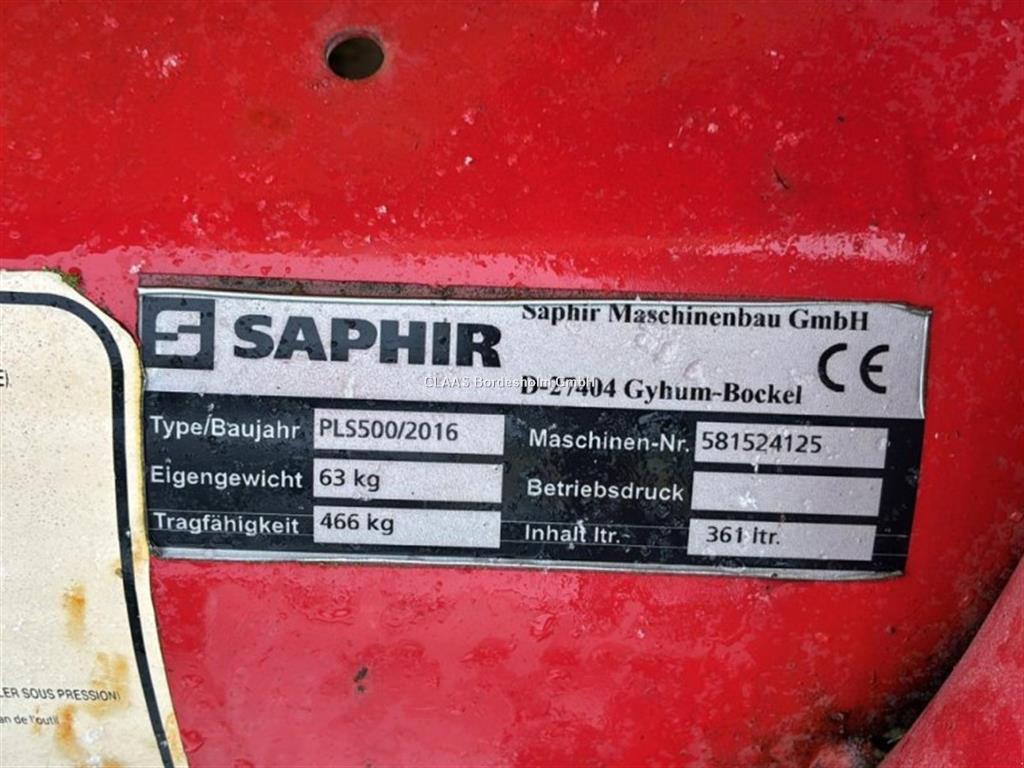 SAPHIR
Saphir Maschinenbau GmbH
D-27404 Gyhum-Bockel
CE
CLAAS Bordesholm GmbH
Type/Baujahr PLS500/2016
Maschinen-Nr. 581524125
Eigengewicht 63 kg
Betriebsdruck
Tragfähigkeit 466 kg
Inhalt ltr. 361 ltr.
E).
LER SOUS PRESSION)
an de l'outil